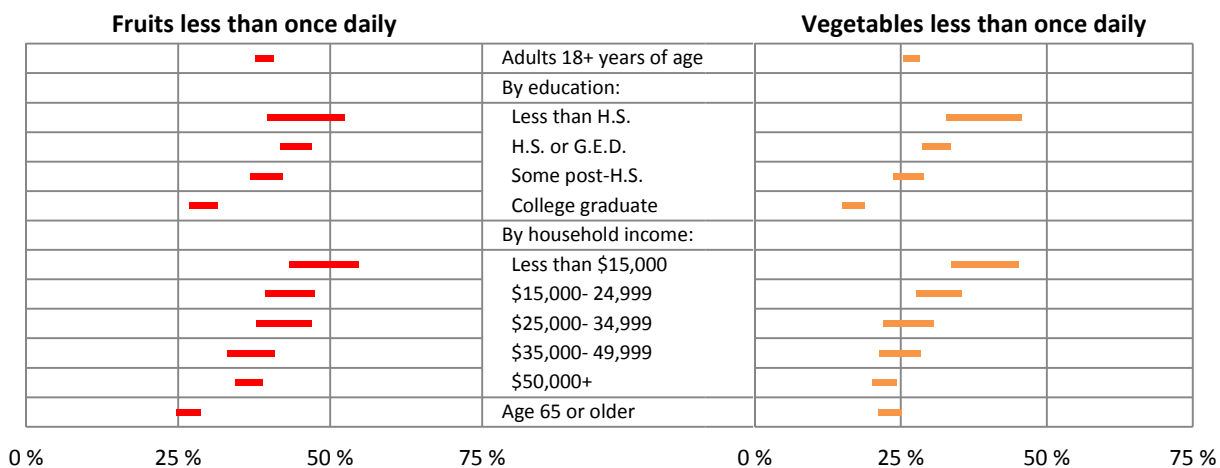 Fruits less than once daily
Vegetables less than once daily
Adults 18+ years of age
By education:
Less than H.S.
H.S. or G.E.D.
Some post-H.S.
College graduate
By household income:
Less than $15,000
$15,000- 24,999
$25,000- 34,999
$35,000- 49,999
$50,000+
Age 65 or older
0 % 25 % 50 % 75 %
0 % 25 % 50 % 75 %